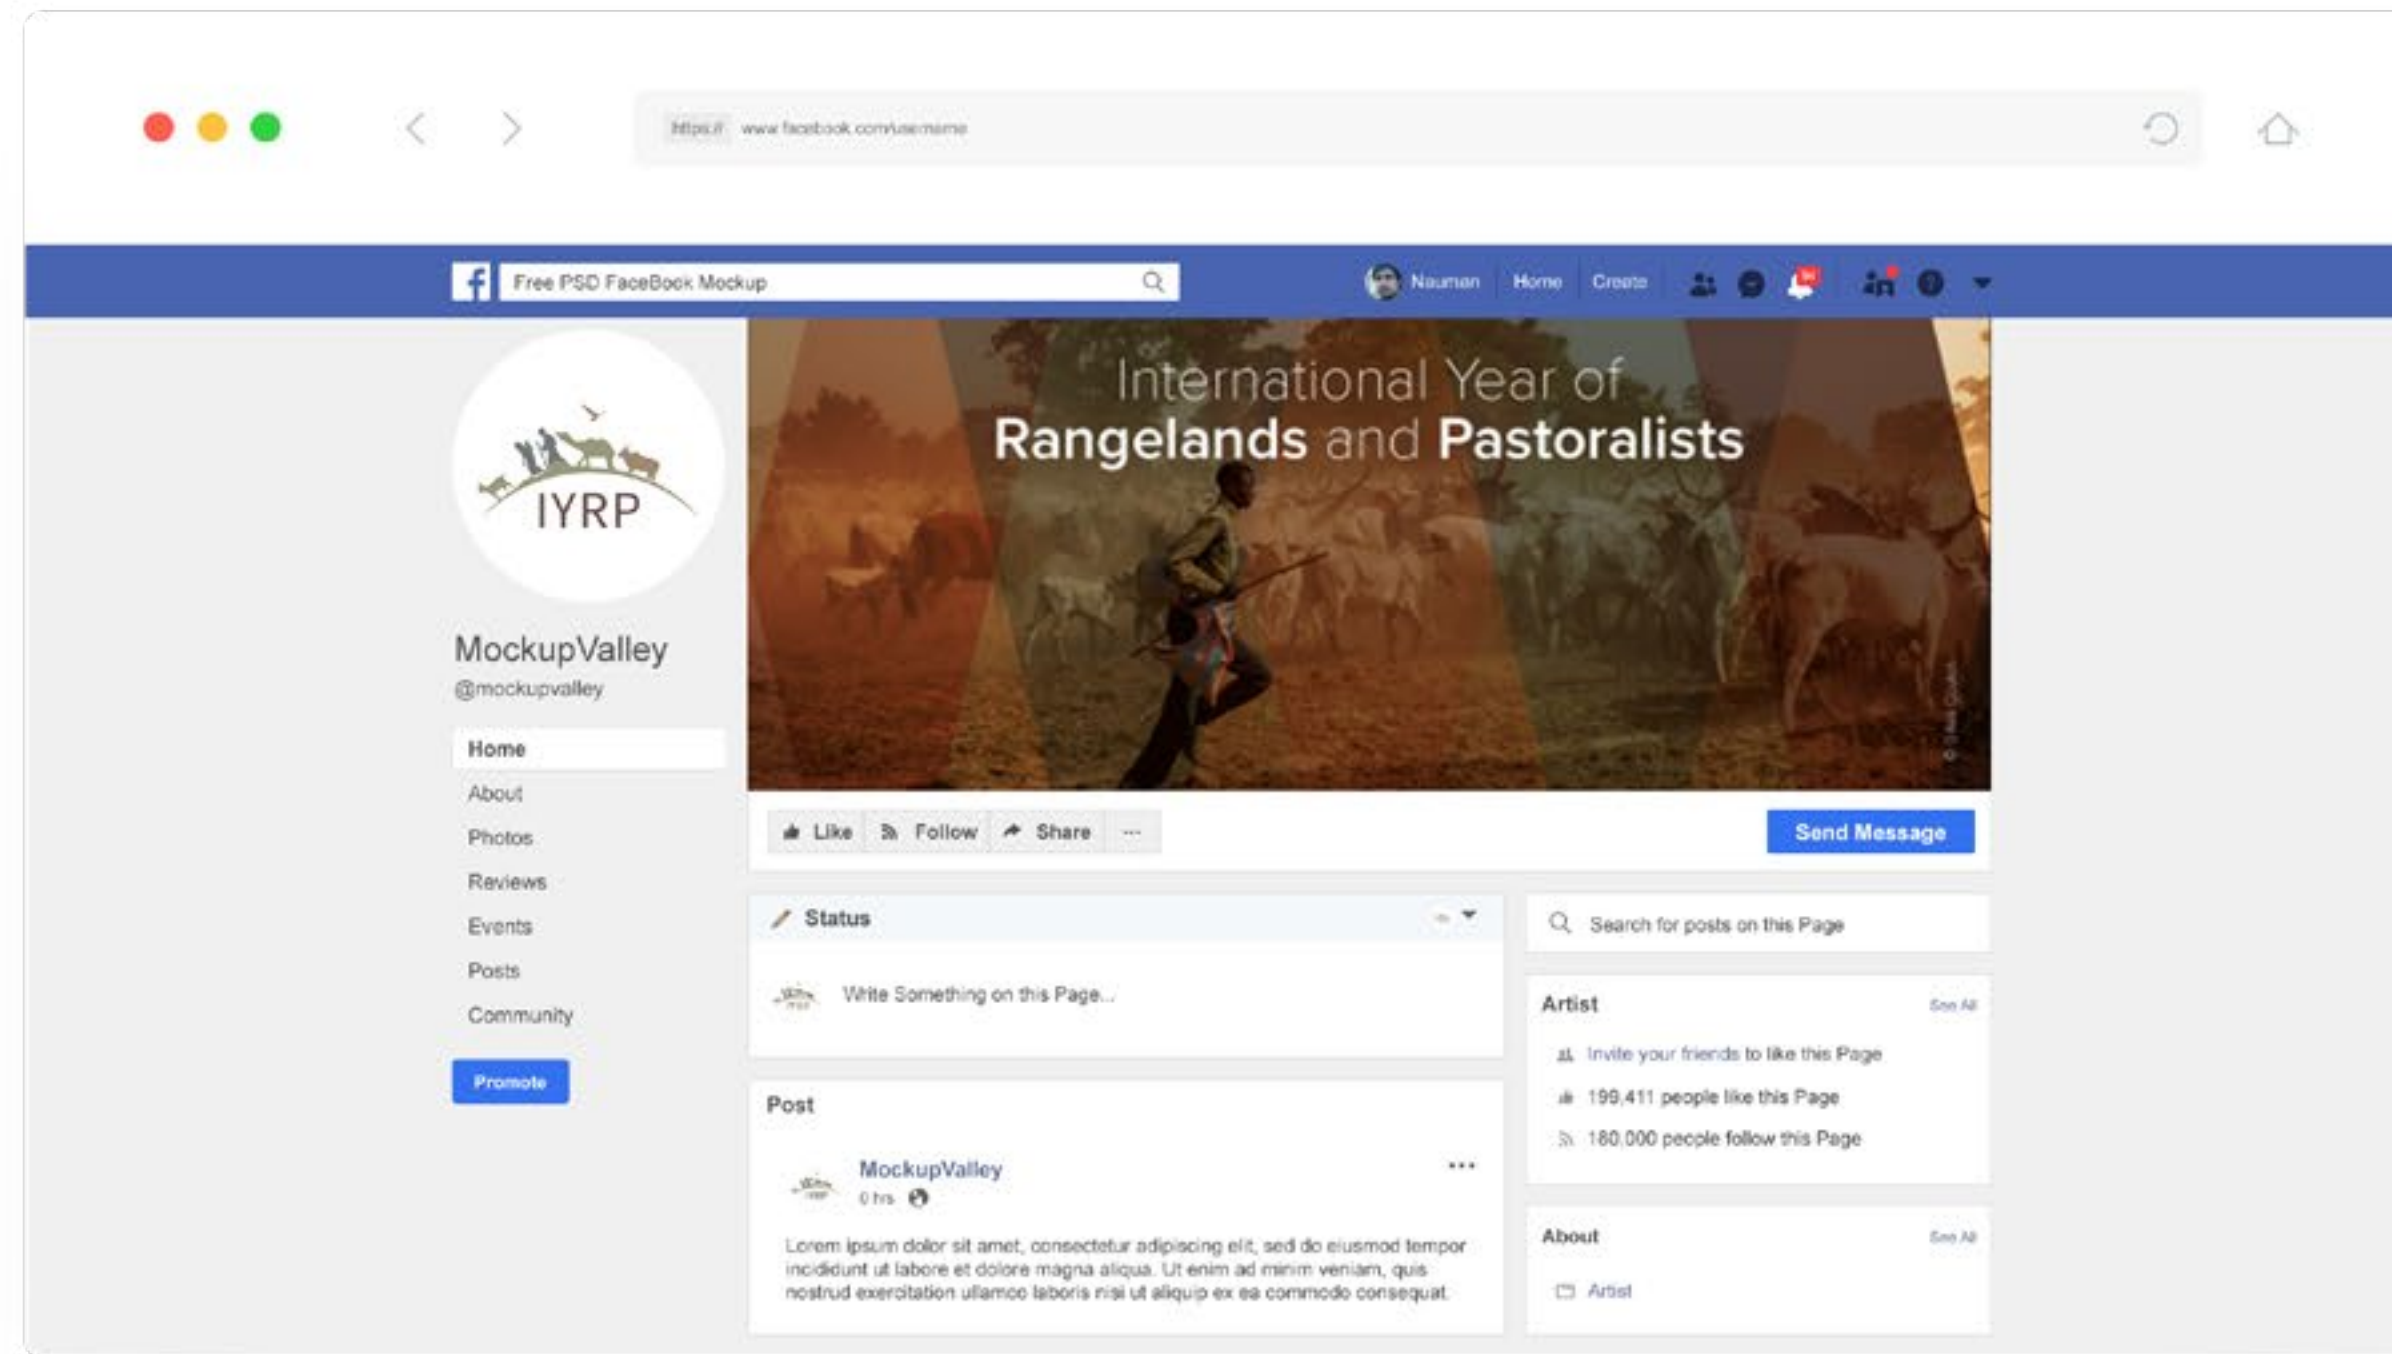 https:// www.facebook.com/username
Free PSD FaceBook Mockup
Nauman Home Create
International Year of
Rangelands and Pastoralists
IYRP
MockupValley
@mockupvalley
Home
About
Photos
Reviews
Events
Posts
Community
Promote
Like Follow Share ...
Send Message
Status
Write Something on this Page...
Post
MockupValley
0 hrs
Lorem ipsum dolor sit amet, consectetur adipiscing elit, sed do eiusmod tempor
incididunt ut labore et dolore magna aliqua. Ut enim ad minim veniam, quis
nostrud exercitation ullamco laboris nisi ut aliquip ex ea commodo consequat.
Search for posts on this Page
Artist See All
Invite your friends to like this Page
199,411 people like this Page
180,000 people follow this Page
About See All
Artist